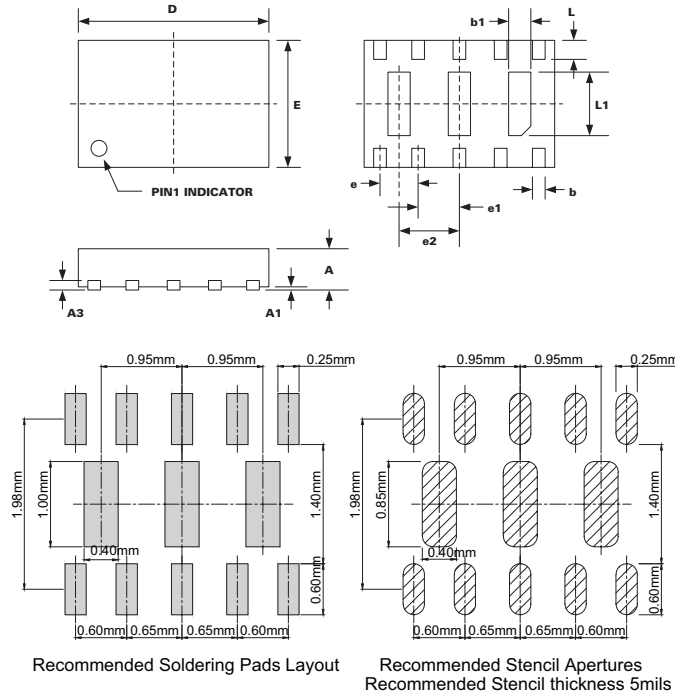 D
E
PIN1 INDICATOR
b1
L
L1
e
b
e1
e2
A
A3
A1
0.95mm
0.95mm
0.25mm
1.98mm
1.00mm
1.40mm
0.40mm
0.60mm
0.60mm
0.65mm
0.65mm
0.60mm
Recommended Soldering Pads Layout
0.95mm
0.95mm
0.25mm
1.98mm
0.85mm
1.40mm
0.40mm
0.60mm
0.60mm
0.65mm
0.65mm
0.60mm
Recommended Stencil Apertures
Recommended Stencil thickness 5mils